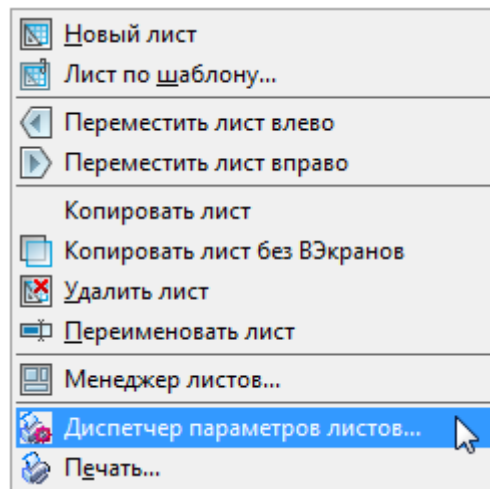 Новый лист
Лист по шаблону...
Переместить лист влево
Переместить лист вправо
Копировать лист
Копировать лист без ВЭкранов
Удалить лист
Переименовать лист
Менеджер листов...
Диспетчер параметров листов...
Печать...